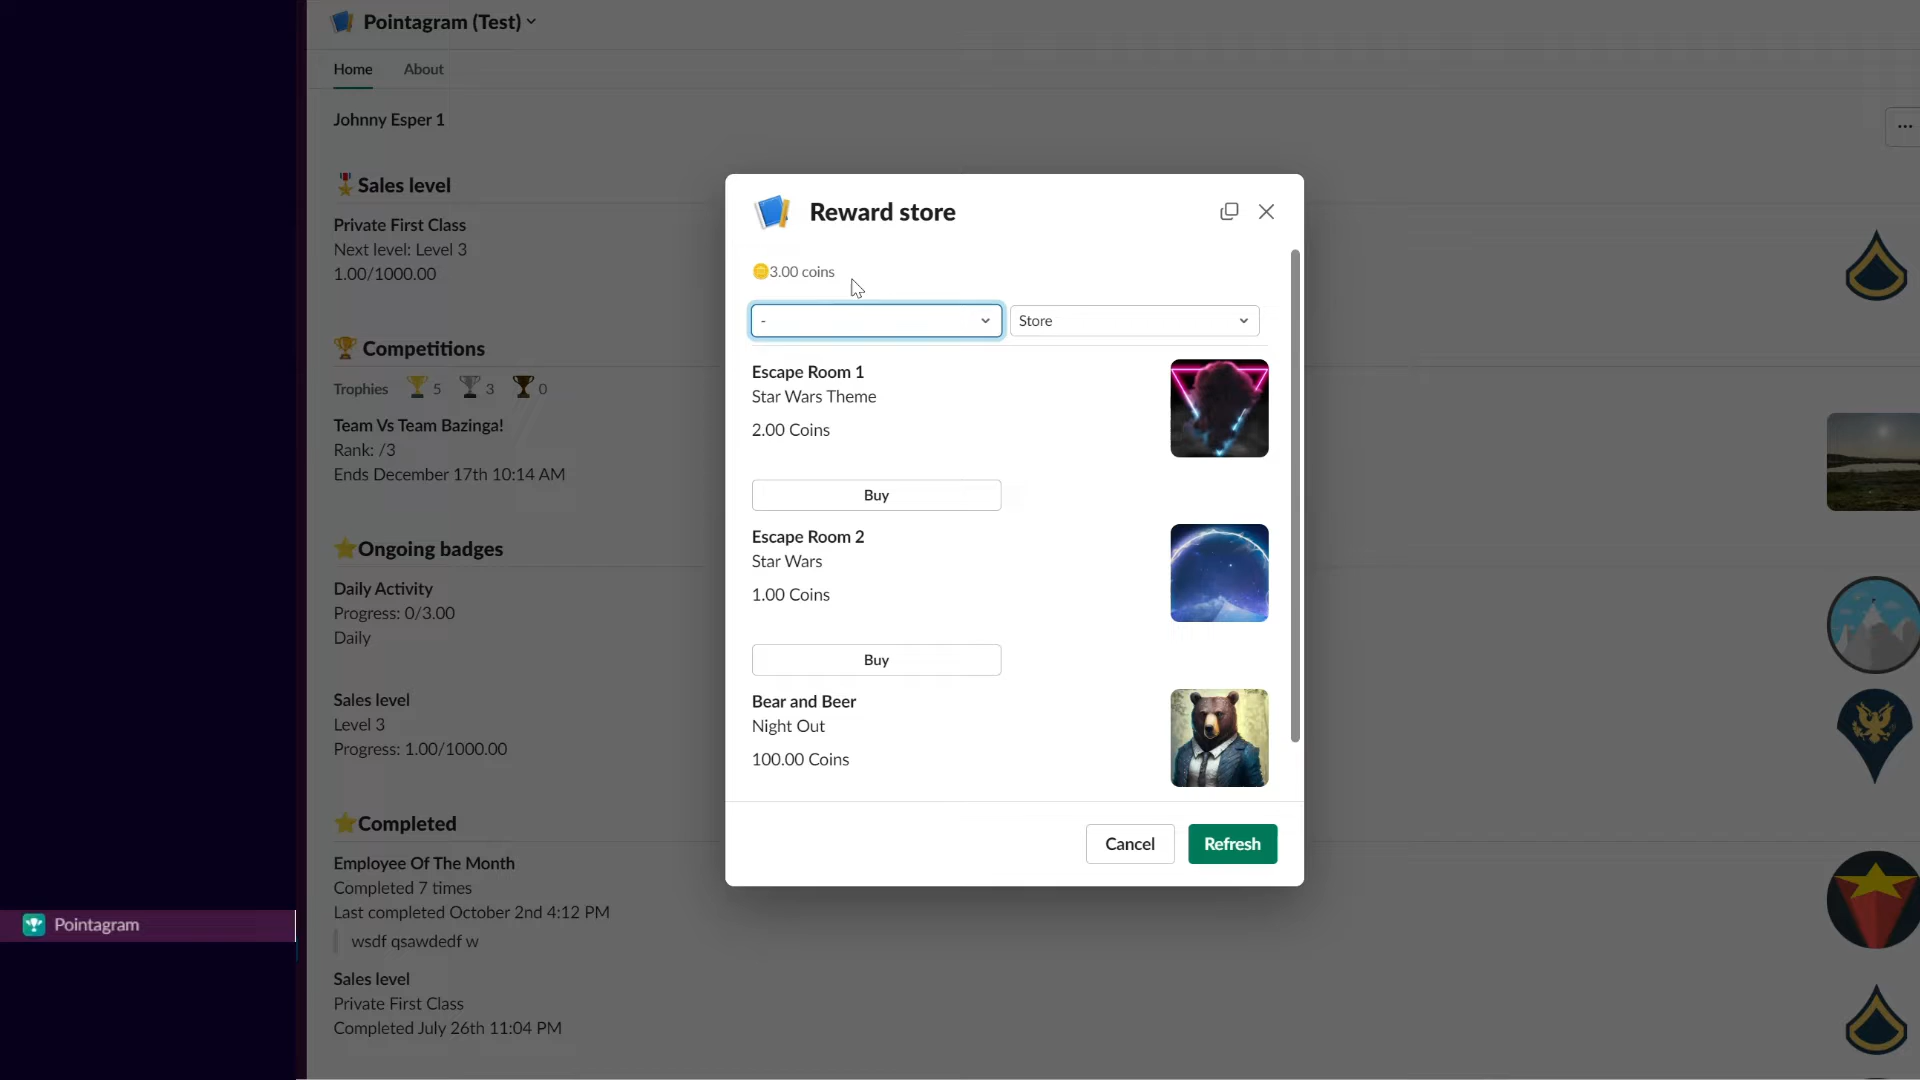 Pointagram (Test)
Home
About
Johnny Esper 1
...
Sales level
Private First Class
Next level: Level 3
1.00/1000.00
Competitions
Trophies 5 3 0
Team Vs Team Bazinga!
Rank: /3
Ends December 17th 10:14 AM
Ongoing badges
Daily Activity
Progress: 0/3.00
Daily
Sales level
Level 3
Progress: 1.00/1000.00
Completed
Employee Of The Month
Completed 7 times
Last completed October 2nd 4:12 PM
wsdf qsawdedf w
Sales level
Private First Class
Completed July 26th 11:04 PM
Pointagram
Reward store
3.00 coins
-
Store
Escape Room 1
Star Wars Theme
2.00 Coins
Buy
Escape Room 2
Star Wars
1.00 Coins
Buy
Bear and Beer
Night Out
100.00 Coins
Cancel
Refresh